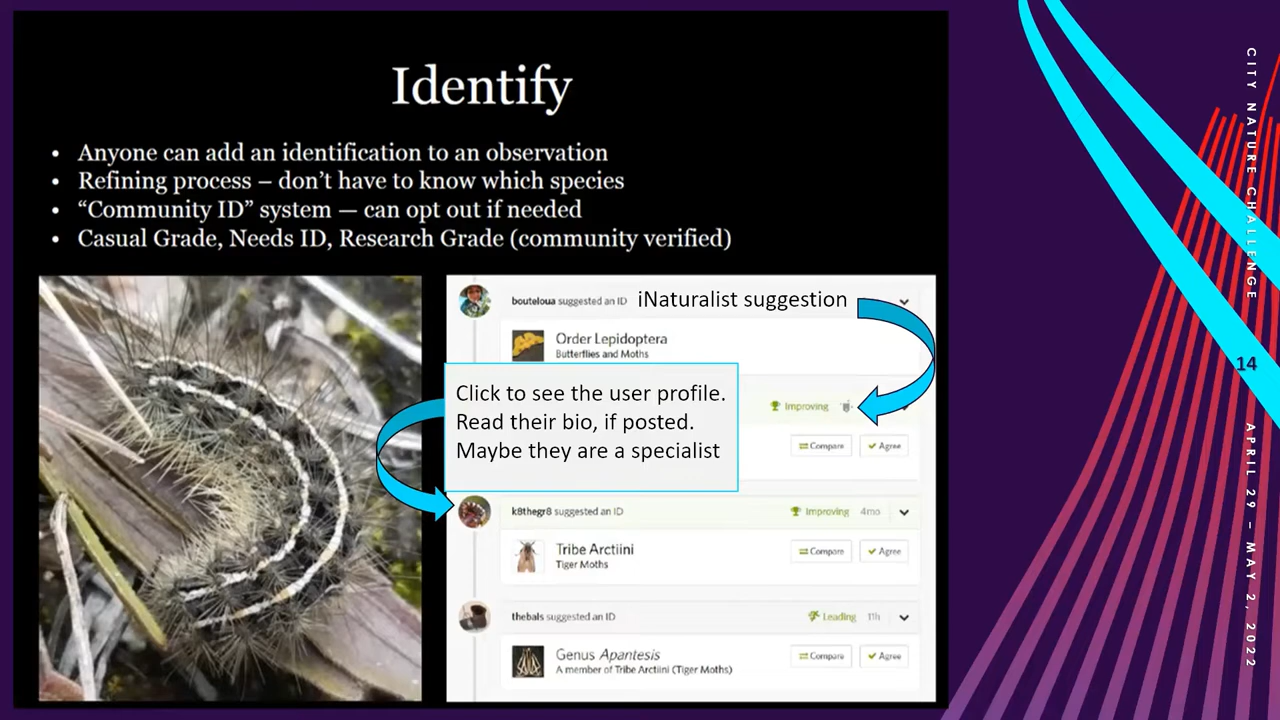 Identify
• Anyone can add an identification to an observation
• Refining process – don’t have to know which species
• “Community ID” system — can opt out if needed
• Casual Grade, Needs ID, Research Grade (community verified)
bouteloua suggested an ID
iNaturalist suggestion
Order Lepidoptera
Butterflies and Moths
Click to see the user profile.
Read their bio, if posted.
Maybe they are a specialist
Improving
Compare
Agree
k8thegr8 suggested an ID
Improving 4mo
Tribe Arctiini
Tiger Moths
Compare
Agree
thebals suggested an ID
Leading 11h
Genus Apantesis
A member of Tribe Arctiini (Tiger Moths)
Compare
Agree
CITY NATURE CHALLENGE
14
APRIL 29 – MAY 2, 2022